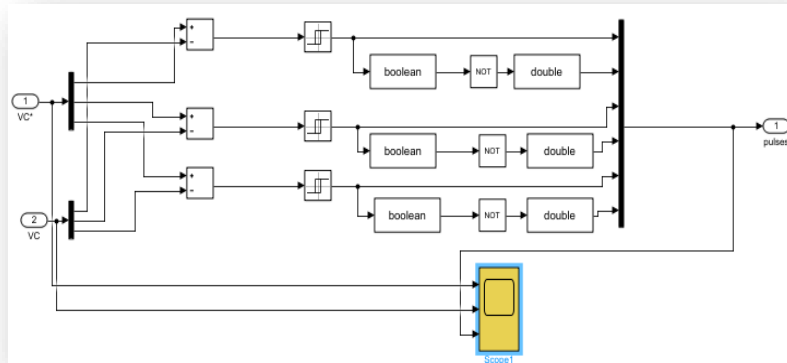 +
-
boolean
NOT
double
1
VC*
+
-
boolean
NOT
double
1
pulses
+
-
boolean
NOT
double
2
VC
Scope1